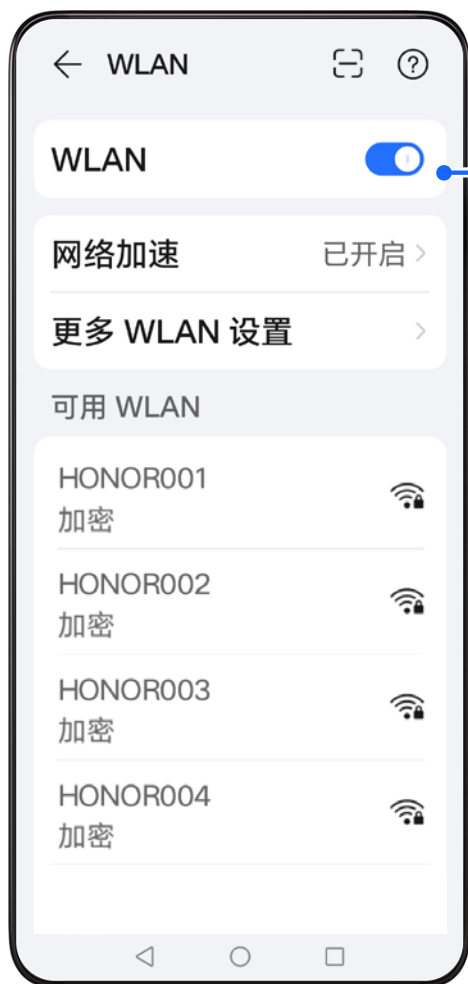 WLAN
WLAN
网络加速 已开启
更多 WLAN 设置
可用 WLAN
HONOR001
加密
HONOR002
加密
HONOR003
加密
HONOR004
加密